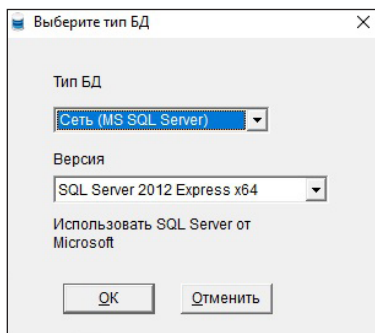 Выберите тип БД
Тип БД
Сеть (MS SQL Server)
Версия
SQL Server 2012 Express x64
Использовать SQL Server от
Microsoft
OK
Отменить